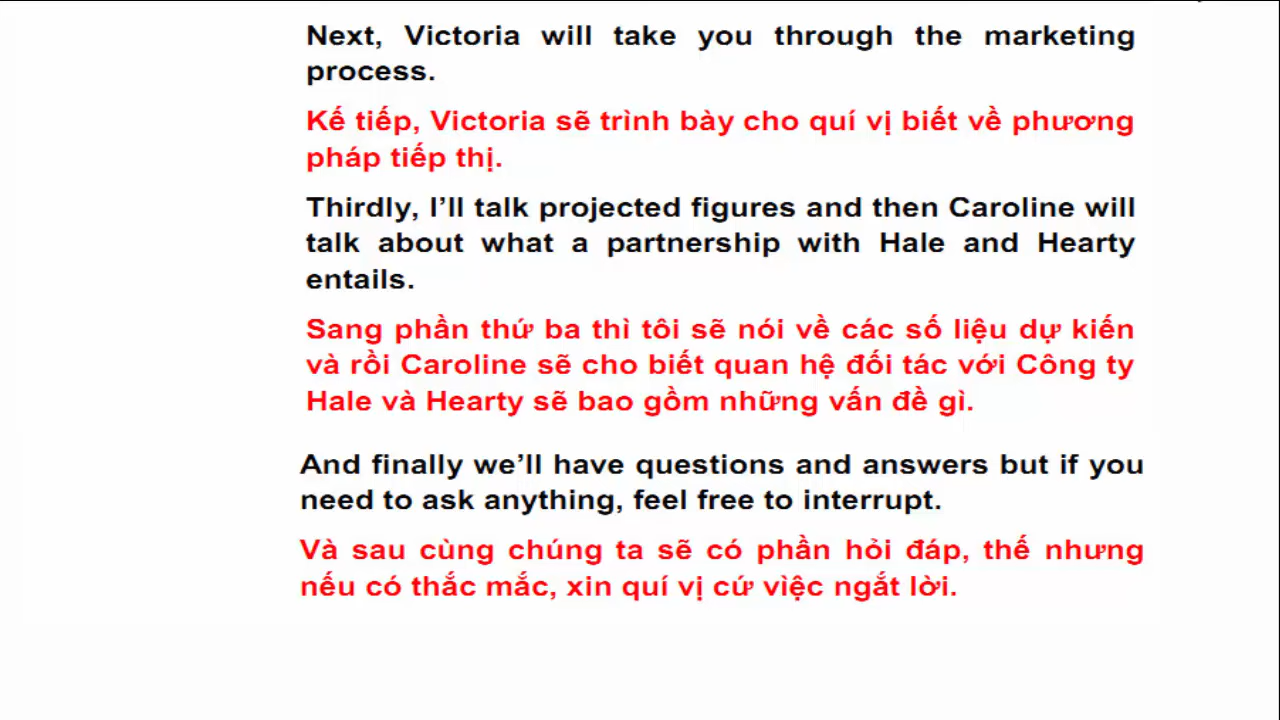 Next, Victoria will take you through the marketing
process.
Kế tiếp, Victoria sẽ trình bày cho quí vị biết về phương
pháp tiếp thị.
Thirdly, I’ll talk projected figures and then Caroline will
talk about what a partnership with Hale and Hearty
entails.
Sang phần thứ ba thì tôi sẽ nói về các số liệu dự kiến
và rồi Caroline sẽ cho biết quan hệ đối tác với Công ty
Hale và Hearty sẽ bao gồm những vấn đề gì.
And finally we’ll have questions and answers but if you
need to ask anything, feel free to interrupt.
Và sau cùng chúng ta sẽ có phần hỏi đáp, thế nhưng
nếu có thắc mắc, xin quí vị cứ vìệc ngắt lời.